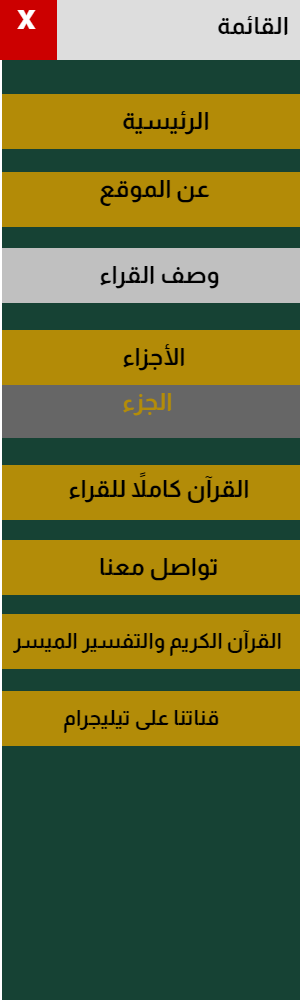 القائمة
X
الرئيسية
عن الموقع
وصف القراء
الأجزاء
الجزء
القرآن كاملاً للقراء
تواصل معنا
القرآن الكريم والتفسير الميسر
قناتنا على تيليجرام